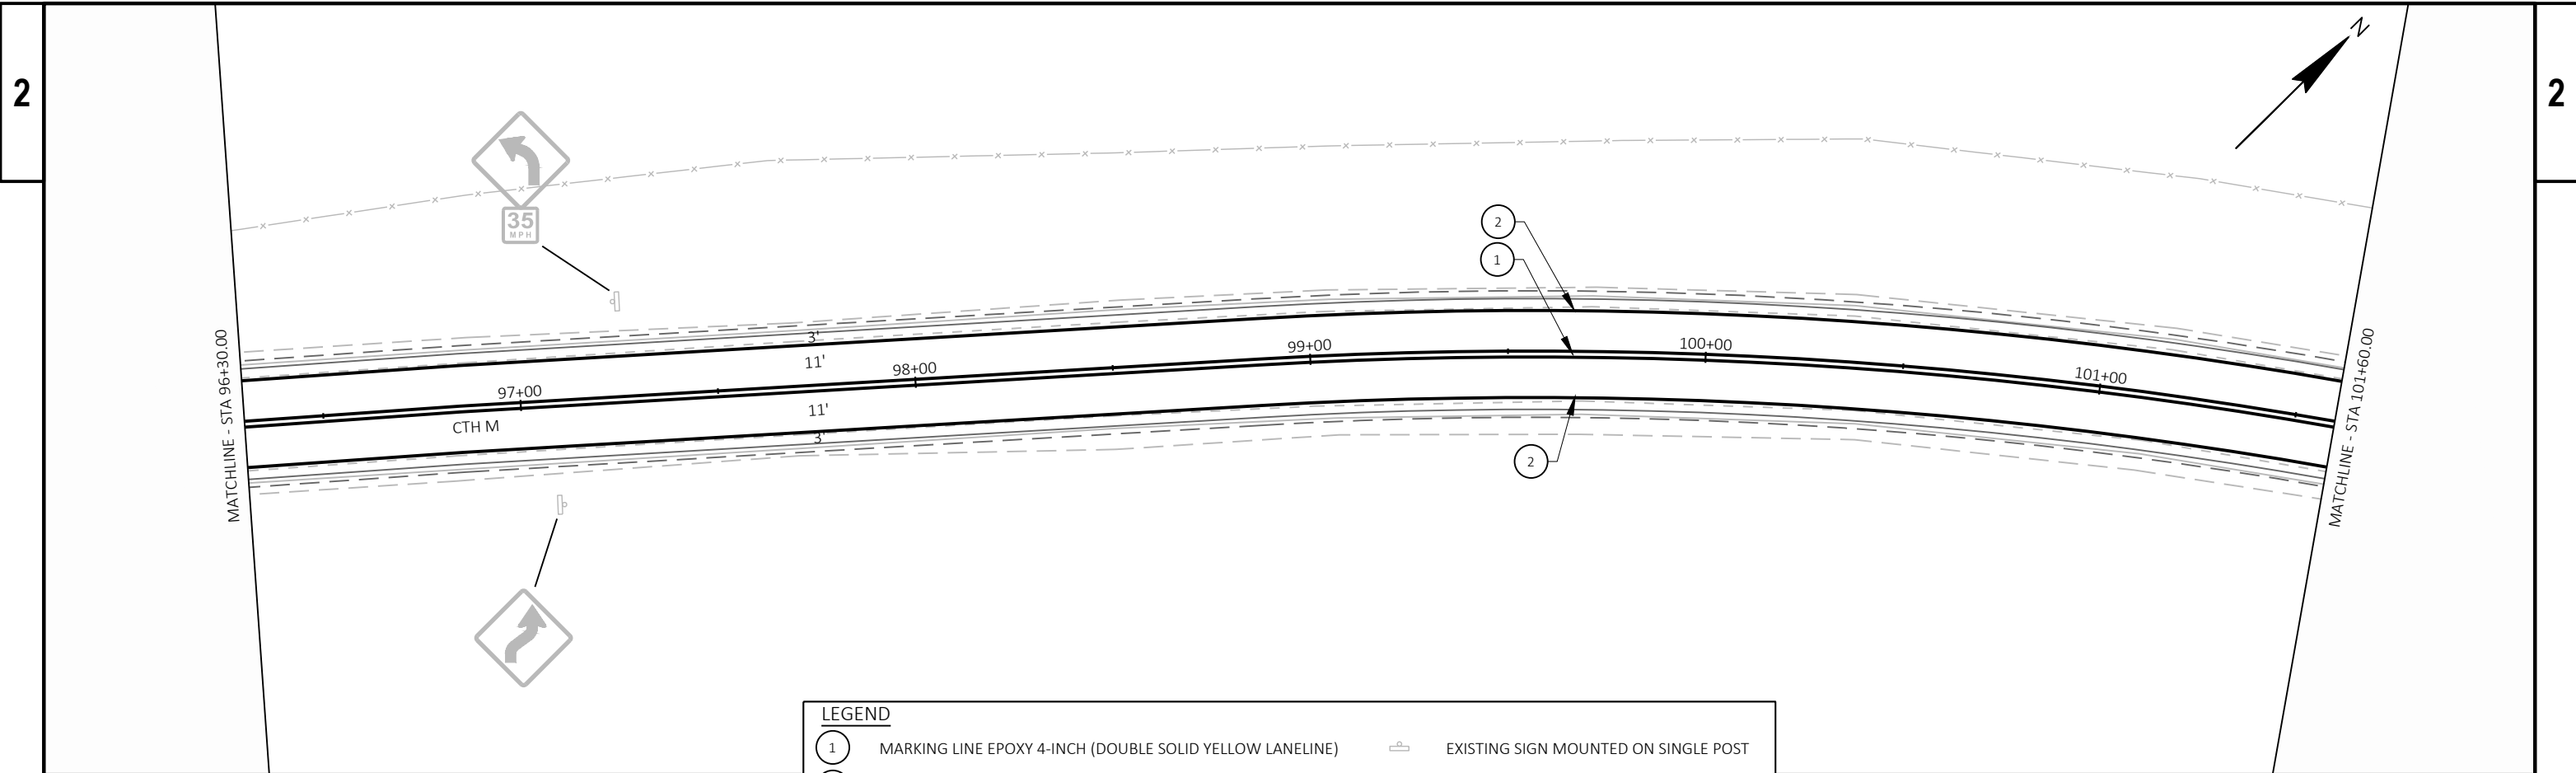 2
2
N
35
MPH
2
1
3'
11'
97+00
98+00
99+00
100+00
101+00
11'
3'
CTH M
2
MATCHLINE - STA 96+30.00
MATCHLINE - STA 101+60.00
LEGEND
1 MARKING LINE EPOXY 4-INCH (DOUBLE SOLID YELLOW LANELINE)
EXISTING SIGN MOUNTED ON SINGLE POST